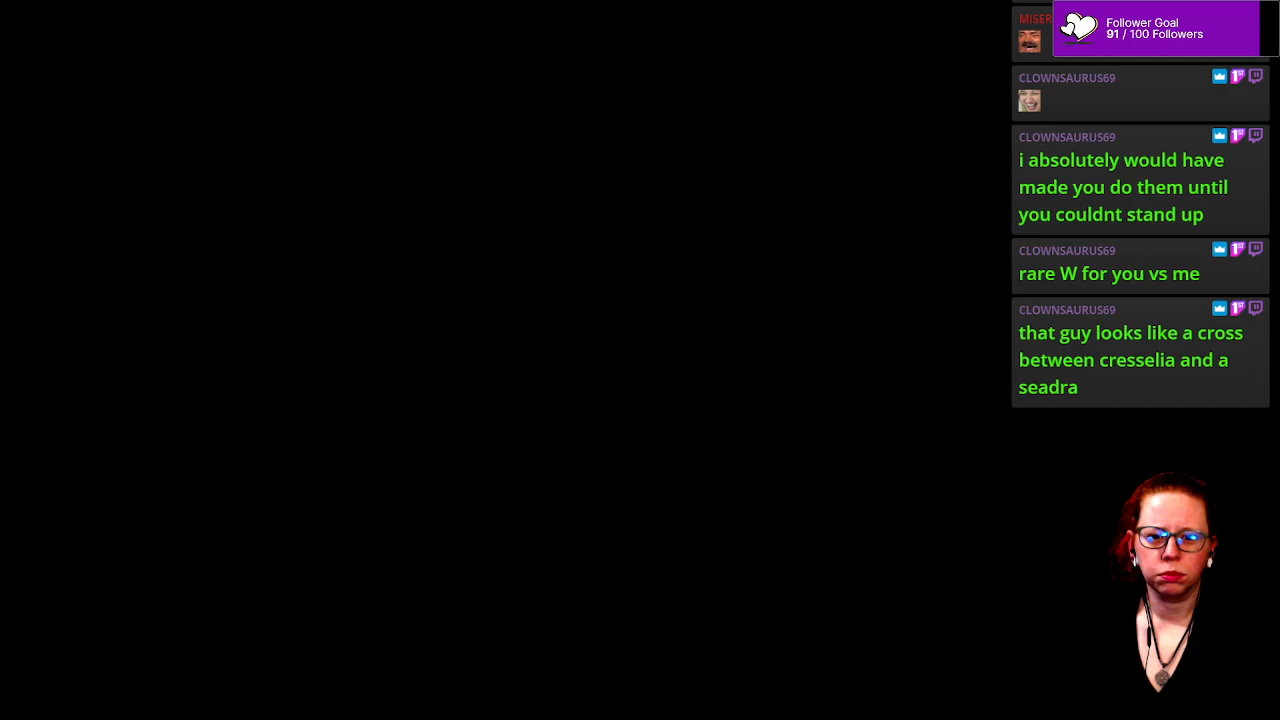 MISER
Follower Goal
91 / 100 Followers
CLOWNSAURUS69
CLOWNSAURUS69
i absolutely would have
made you do them until
you couldnt stand up
CLOWNSAURUS69
rare W for you vs me
CLOWNSAURUS69
that guy looks like a cross
between cresselia and a
seadra